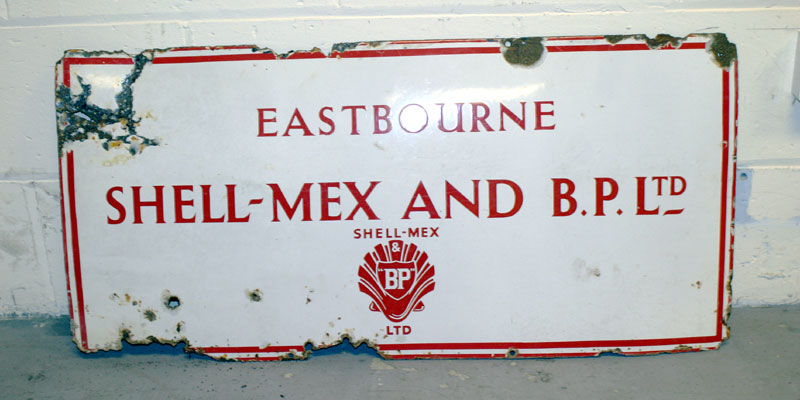 EASTBOURNE
SHELL-MEX AND B.P. LTD
SHELL-MEX
&
"BP"
LTD